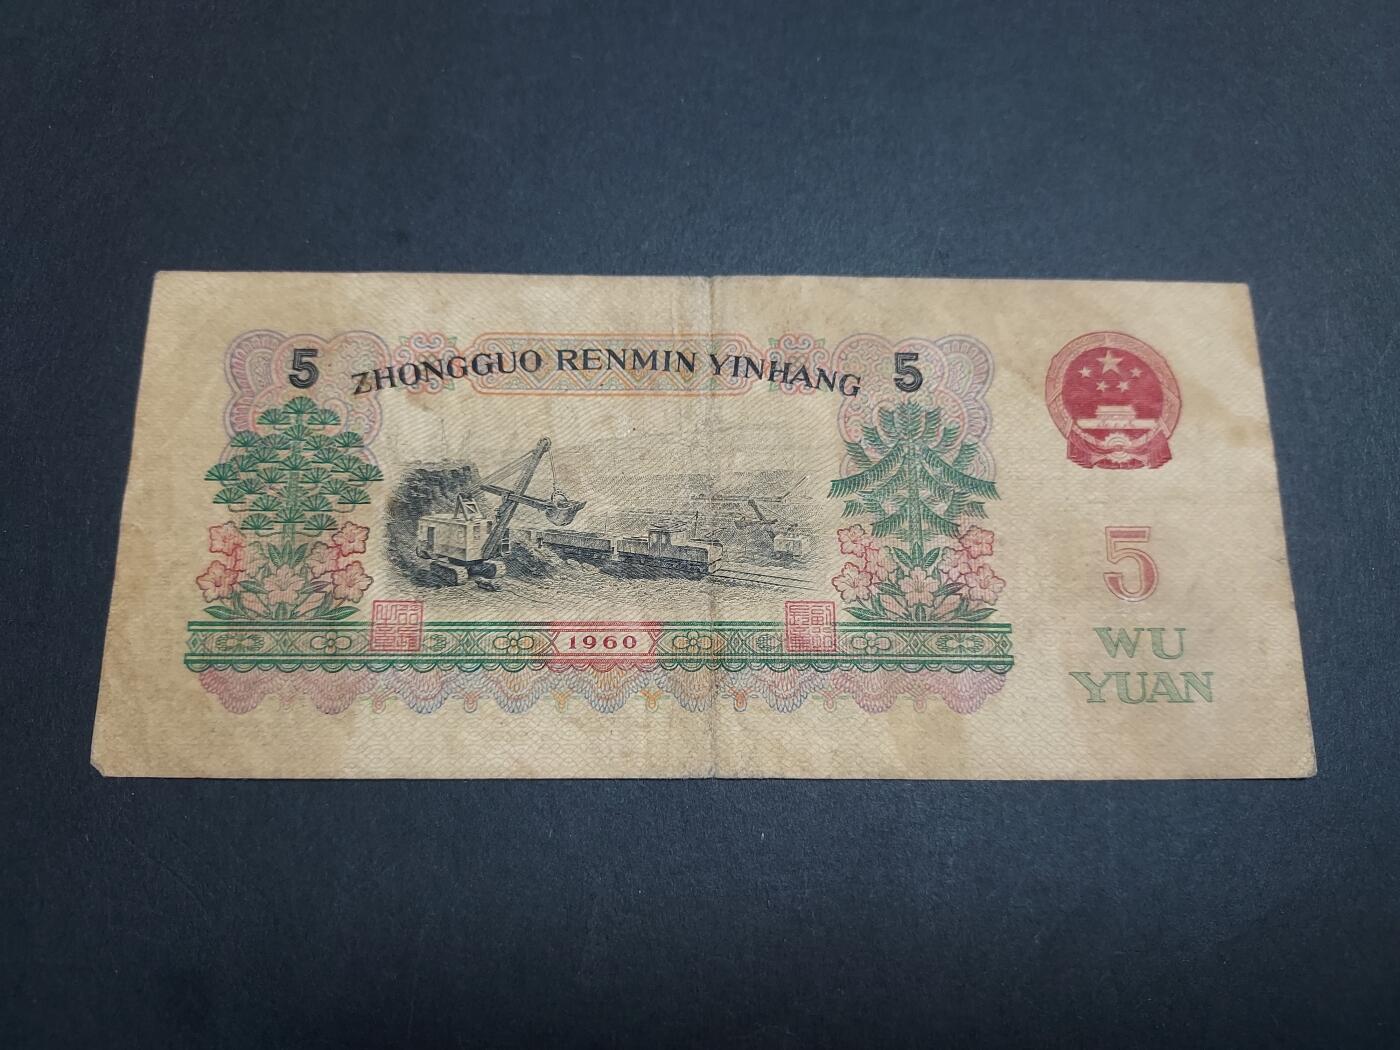 5 ZHONGGUO RENMIN YINHANG 5
5
WU
YUAN
1960